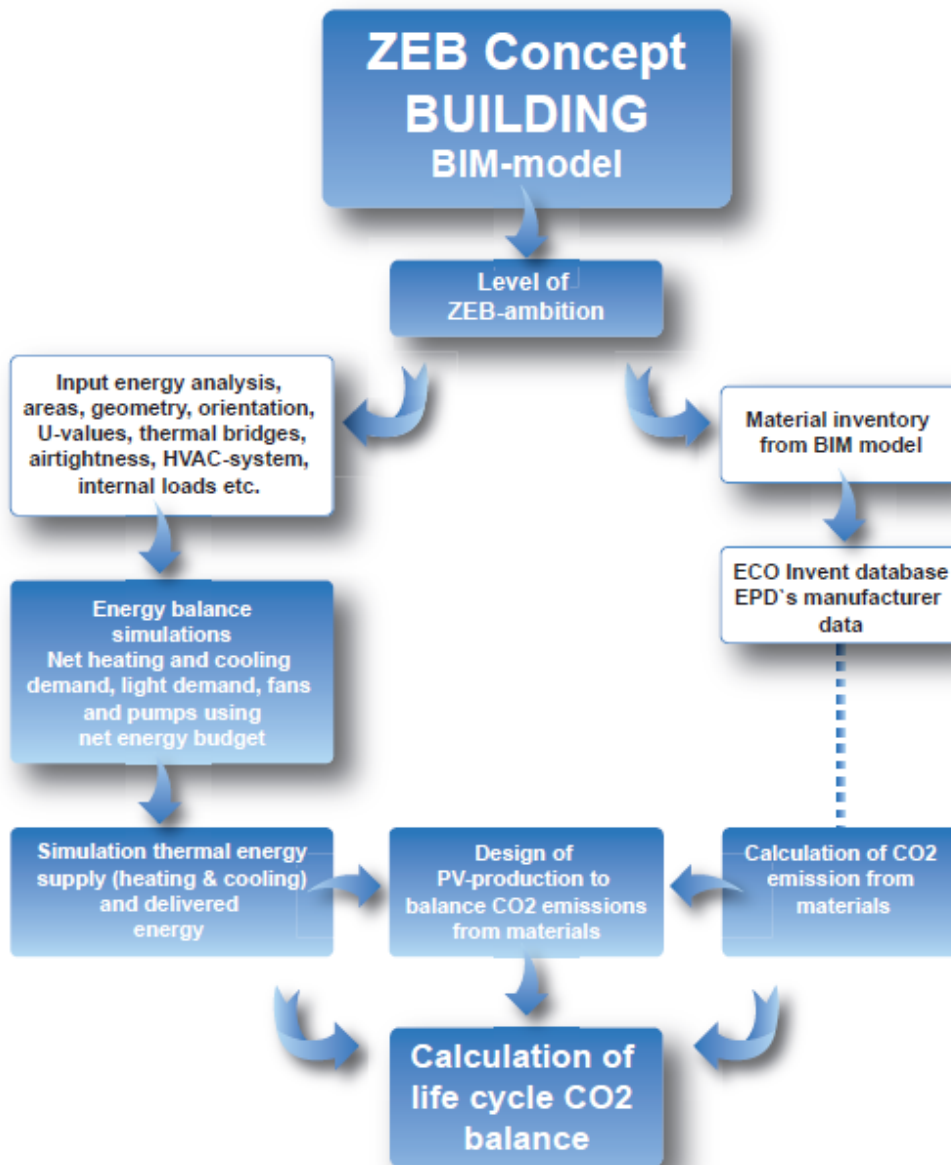 ZEB Concept
BUILDING
BIM-model
Level of
ZEB-ambition
Input energy analysis,
areas, geometry, orientation,
U-values, thermal bridges,
airtightness, HVAC-system,
internal loads etc.
Material inventory
from BIM model
ECO Invent database
EPD`s manufacturer
data
Energy balance
simulations
Net heating and cooling
demand, light demand, fans
and pumps using
net energy budget
Simulation thermal energy
supply (heating & cooling)
and delivered
energy
Design of
PV-production to
balance CO2 emissions
from materials
Calculation of CO2
emission from
materials
Calculation of
life cycle CO2
balance